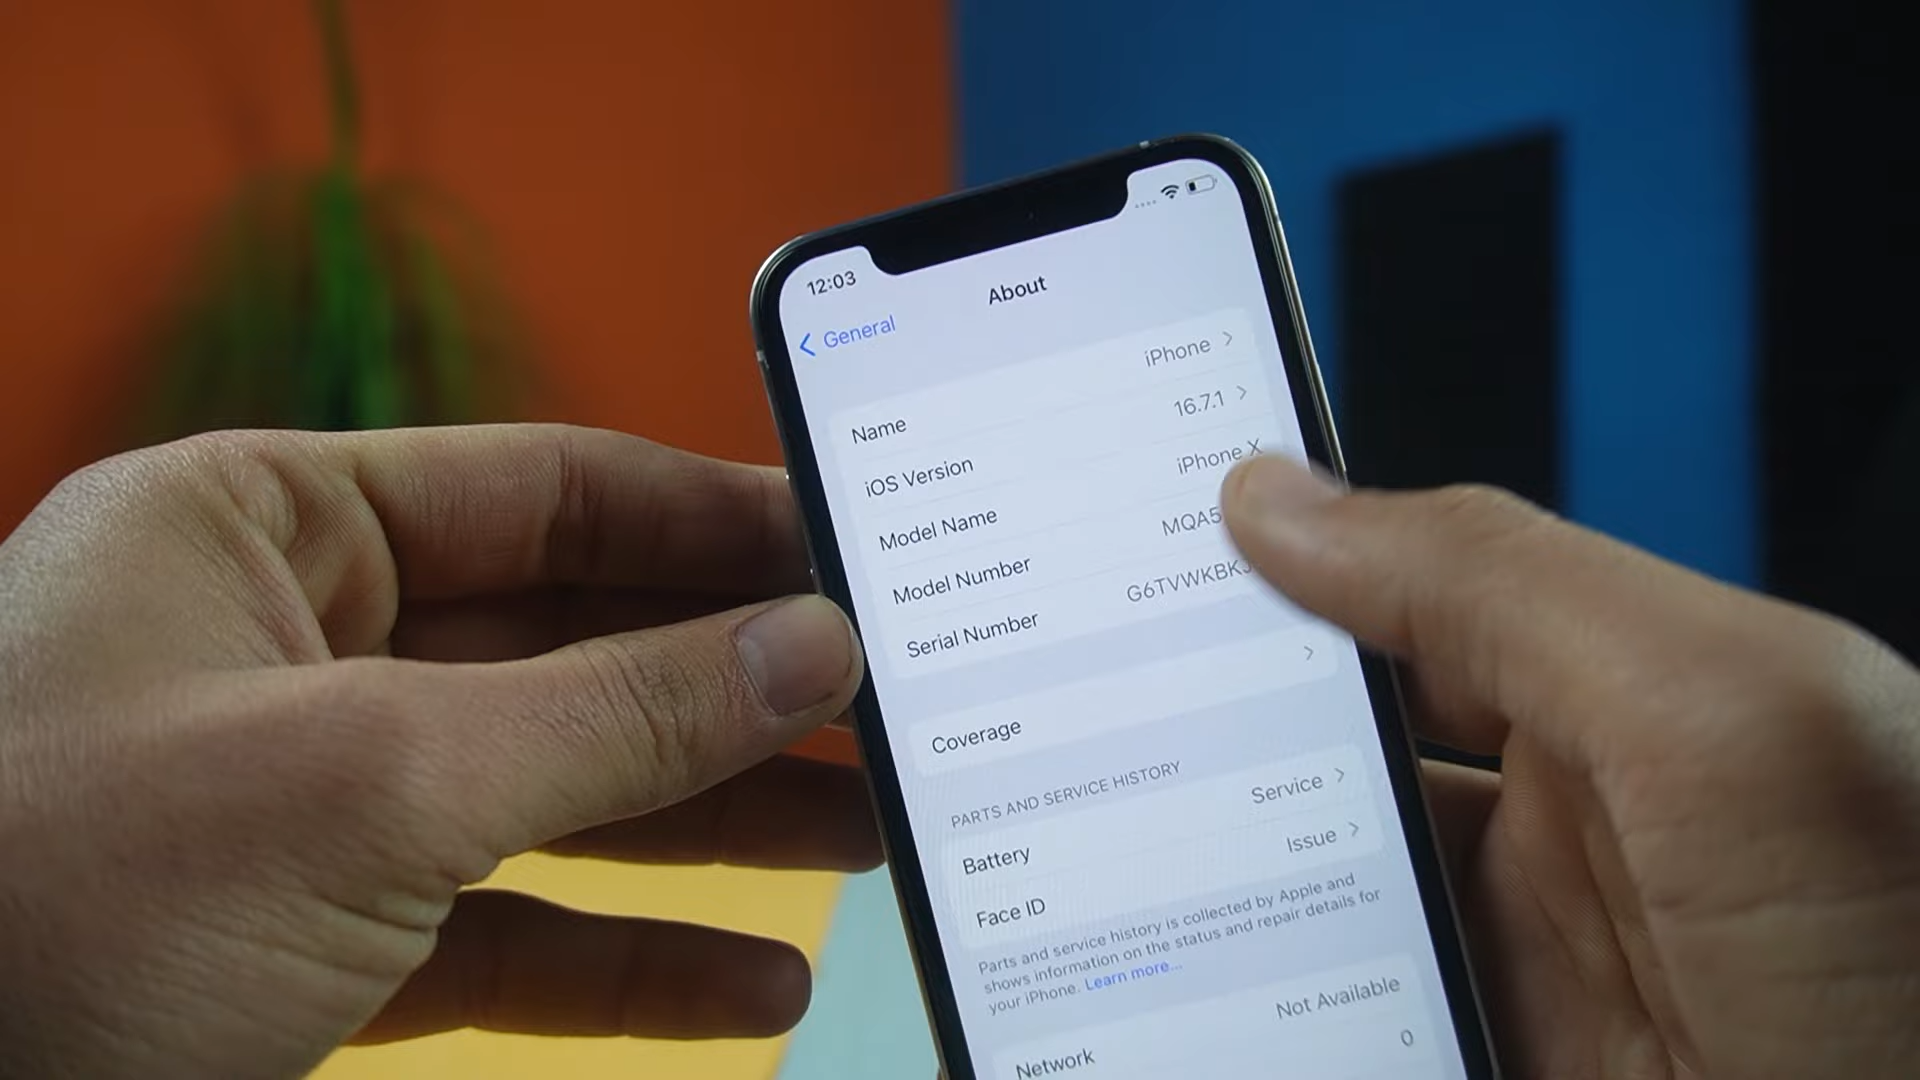 12:03
General
About
Name iPhone
iOS Version 16.7.1
Model Name iPhone X
Model Number MQA5
Serial Number G6TVWKBKJ
Coverage
PARTS AND SERVICE HISTORY
Battery Service
Face ID Issue
Parts and service history is collected by Apple and
shows information on the status and repair details for
your iPhone. Learn more...
Network Not Available
0